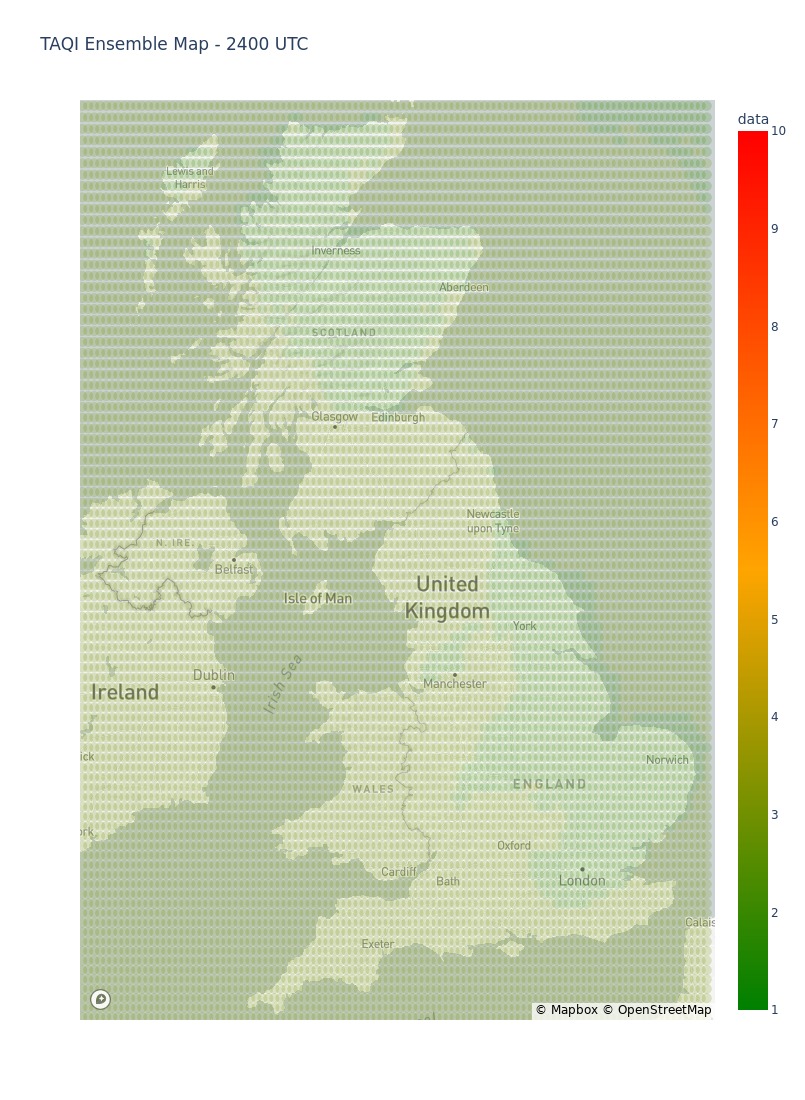 TAQI Ensemble Map - 2400 UTC
data
10
9
8
7
6
5
4
3
2
1
Lewis and
Harris
Inverness
Aberdeen
SCOTLAND
Glasgow
Edinburgh
Newcastle
upon Tyne
N. IRE.
Belfast
Isle of Man
United
Kingdom
York
Dublin
Irish Sea
Manchester
Ireland
ick
Norwich
WALES
ENGLAND
ork
Oxford
Cardiff
Bath
London
Calais
Exeter
© Mapbox © OpenStreetMap